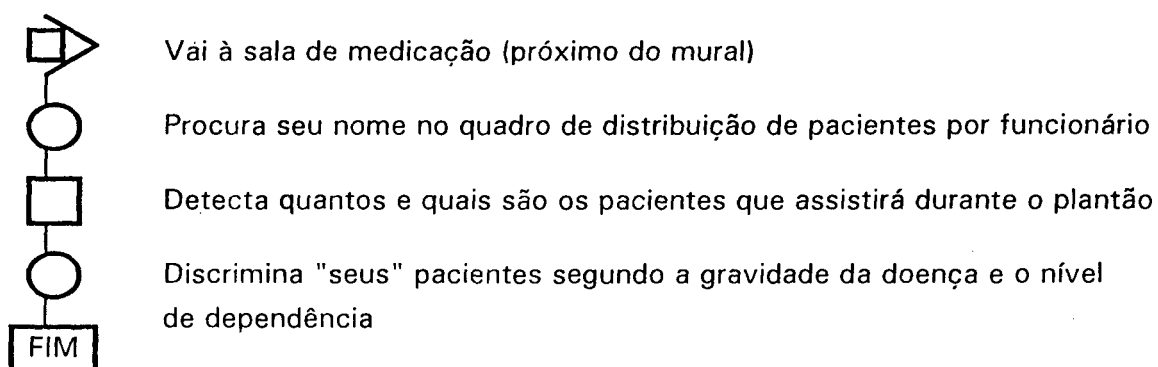 Vai à sala de medicação (próximo do mural)
Procura seu nome no quadro de distribuição de pacientes por funcionário
Detecta quantos e quais são os pacientes que assistirá durante o plantão
Discrimina "seus" pacientes segundo a gravidade da doença e o nível
de dependência
FIM